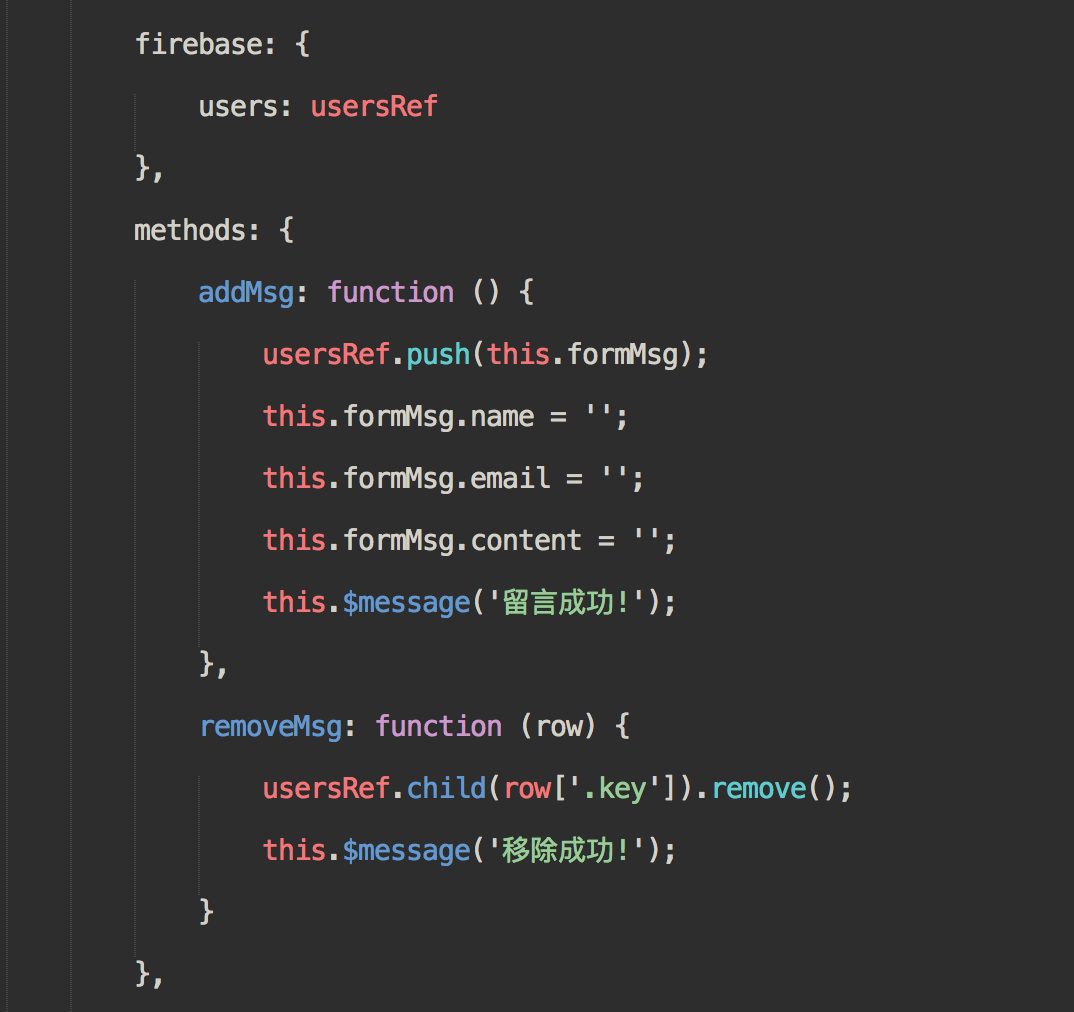 firebase: {
users: usersRef
},
methods: {
addMsg: function () {
usersRef.push(this.formMsg);
this.formMsg.name = '';
this.formMsg.email = '';
this.formMsg.content = '';
this.$message('留言成功!');
},
removeMsg: function (row) {
usersRef.child(row['.key']).remove();
this.$message('移除成功!');
}
},